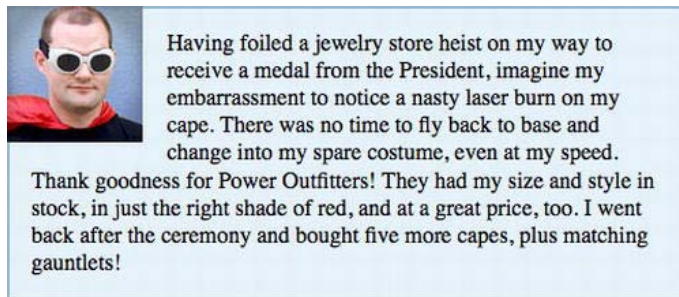 Having foiled a jewelry store heist on my way to
receive a medal from the President, imagine my
embarrassment to notice a nasty laser burn on my
cape. There was no time to fly back to base and
change into my spare costume, even at my speed.
Thank goodness for Power Outfitters! They had my size and style in
stock, in just the right shade of red, and at a great price, too. I went
back after the ceremony and bought five more capes, plus matching
gauntlets!